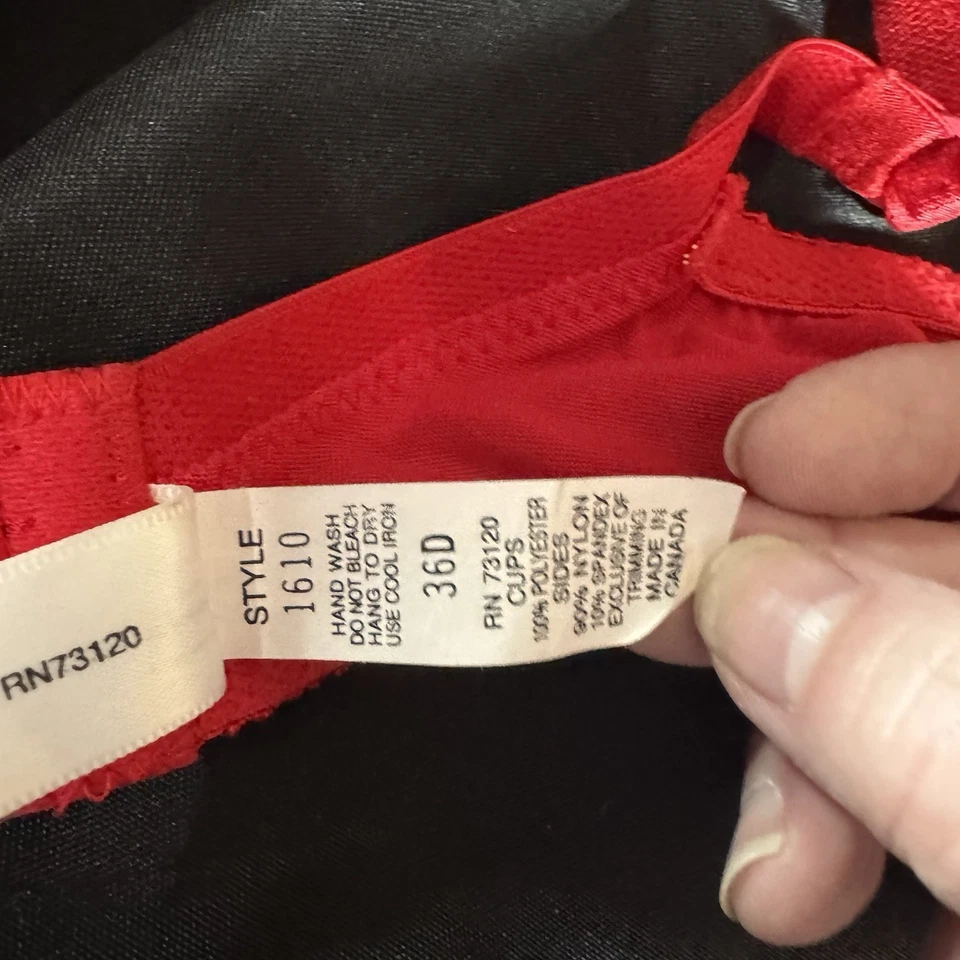 RN73120
STYLE
1610
HAND WASH
DO NOT BLEACH
HANG TO DRY
USE COOL IRON
36D
RN 73120
CUPS
100% POLYESTER
SIDES
90% NYLON
10% SPANDEX
EXCLUSIVE OF
TRIMMING
MADE IN
CANADA